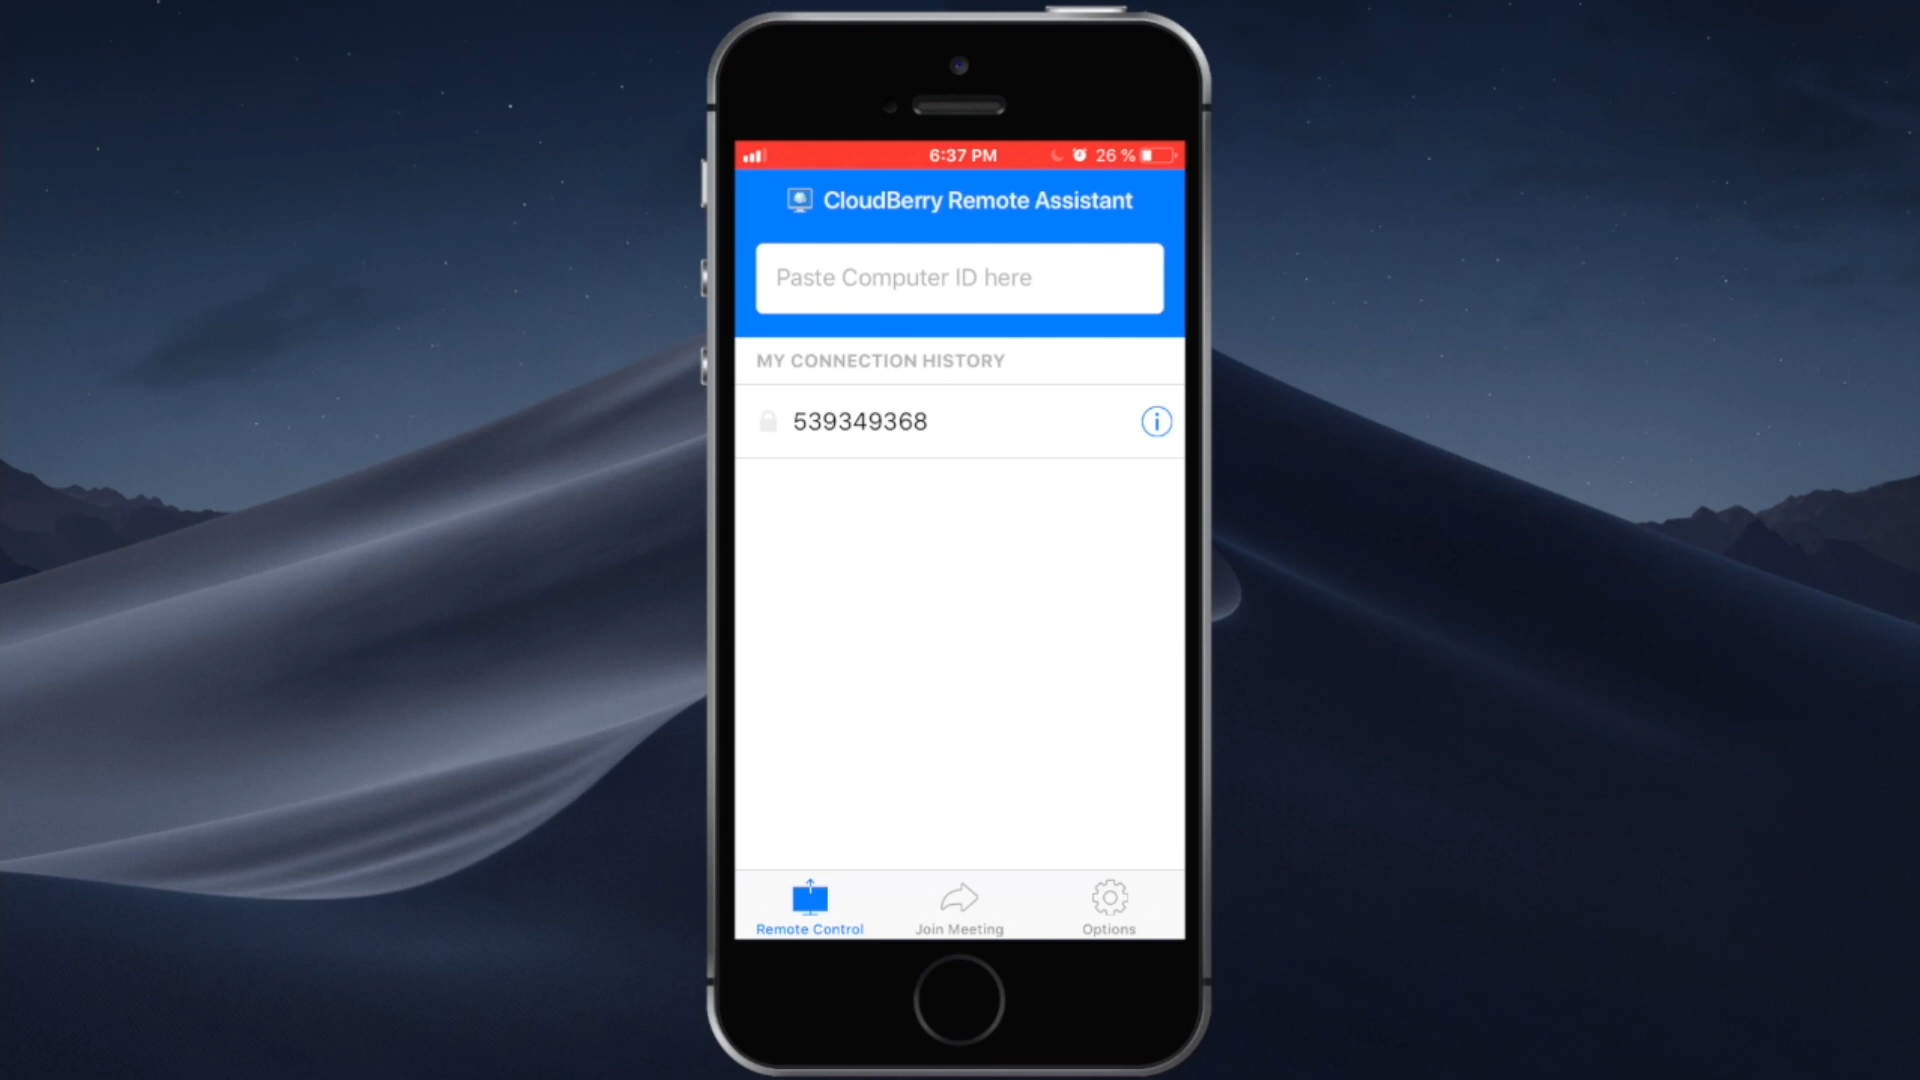 6:37 PM 26 %
CloudBerry Remote Assistant
Paste Computer ID here
MY CONNECTION HISTORY
539349368
Remote Control Join Meeting Options